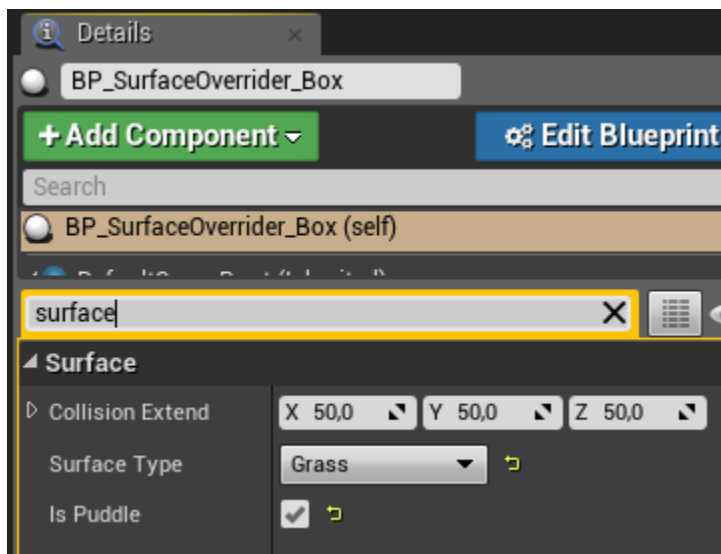 Details
BP_SurfaceOverrider_Box
+ Add Component Edit Blueprint
Search
BP_SurfaceOverrider_Box (self)
surface
Surface
Collision Extend X 50,0 Y 50,0 Z 50,0
Surface Type Grass
Is Puddle